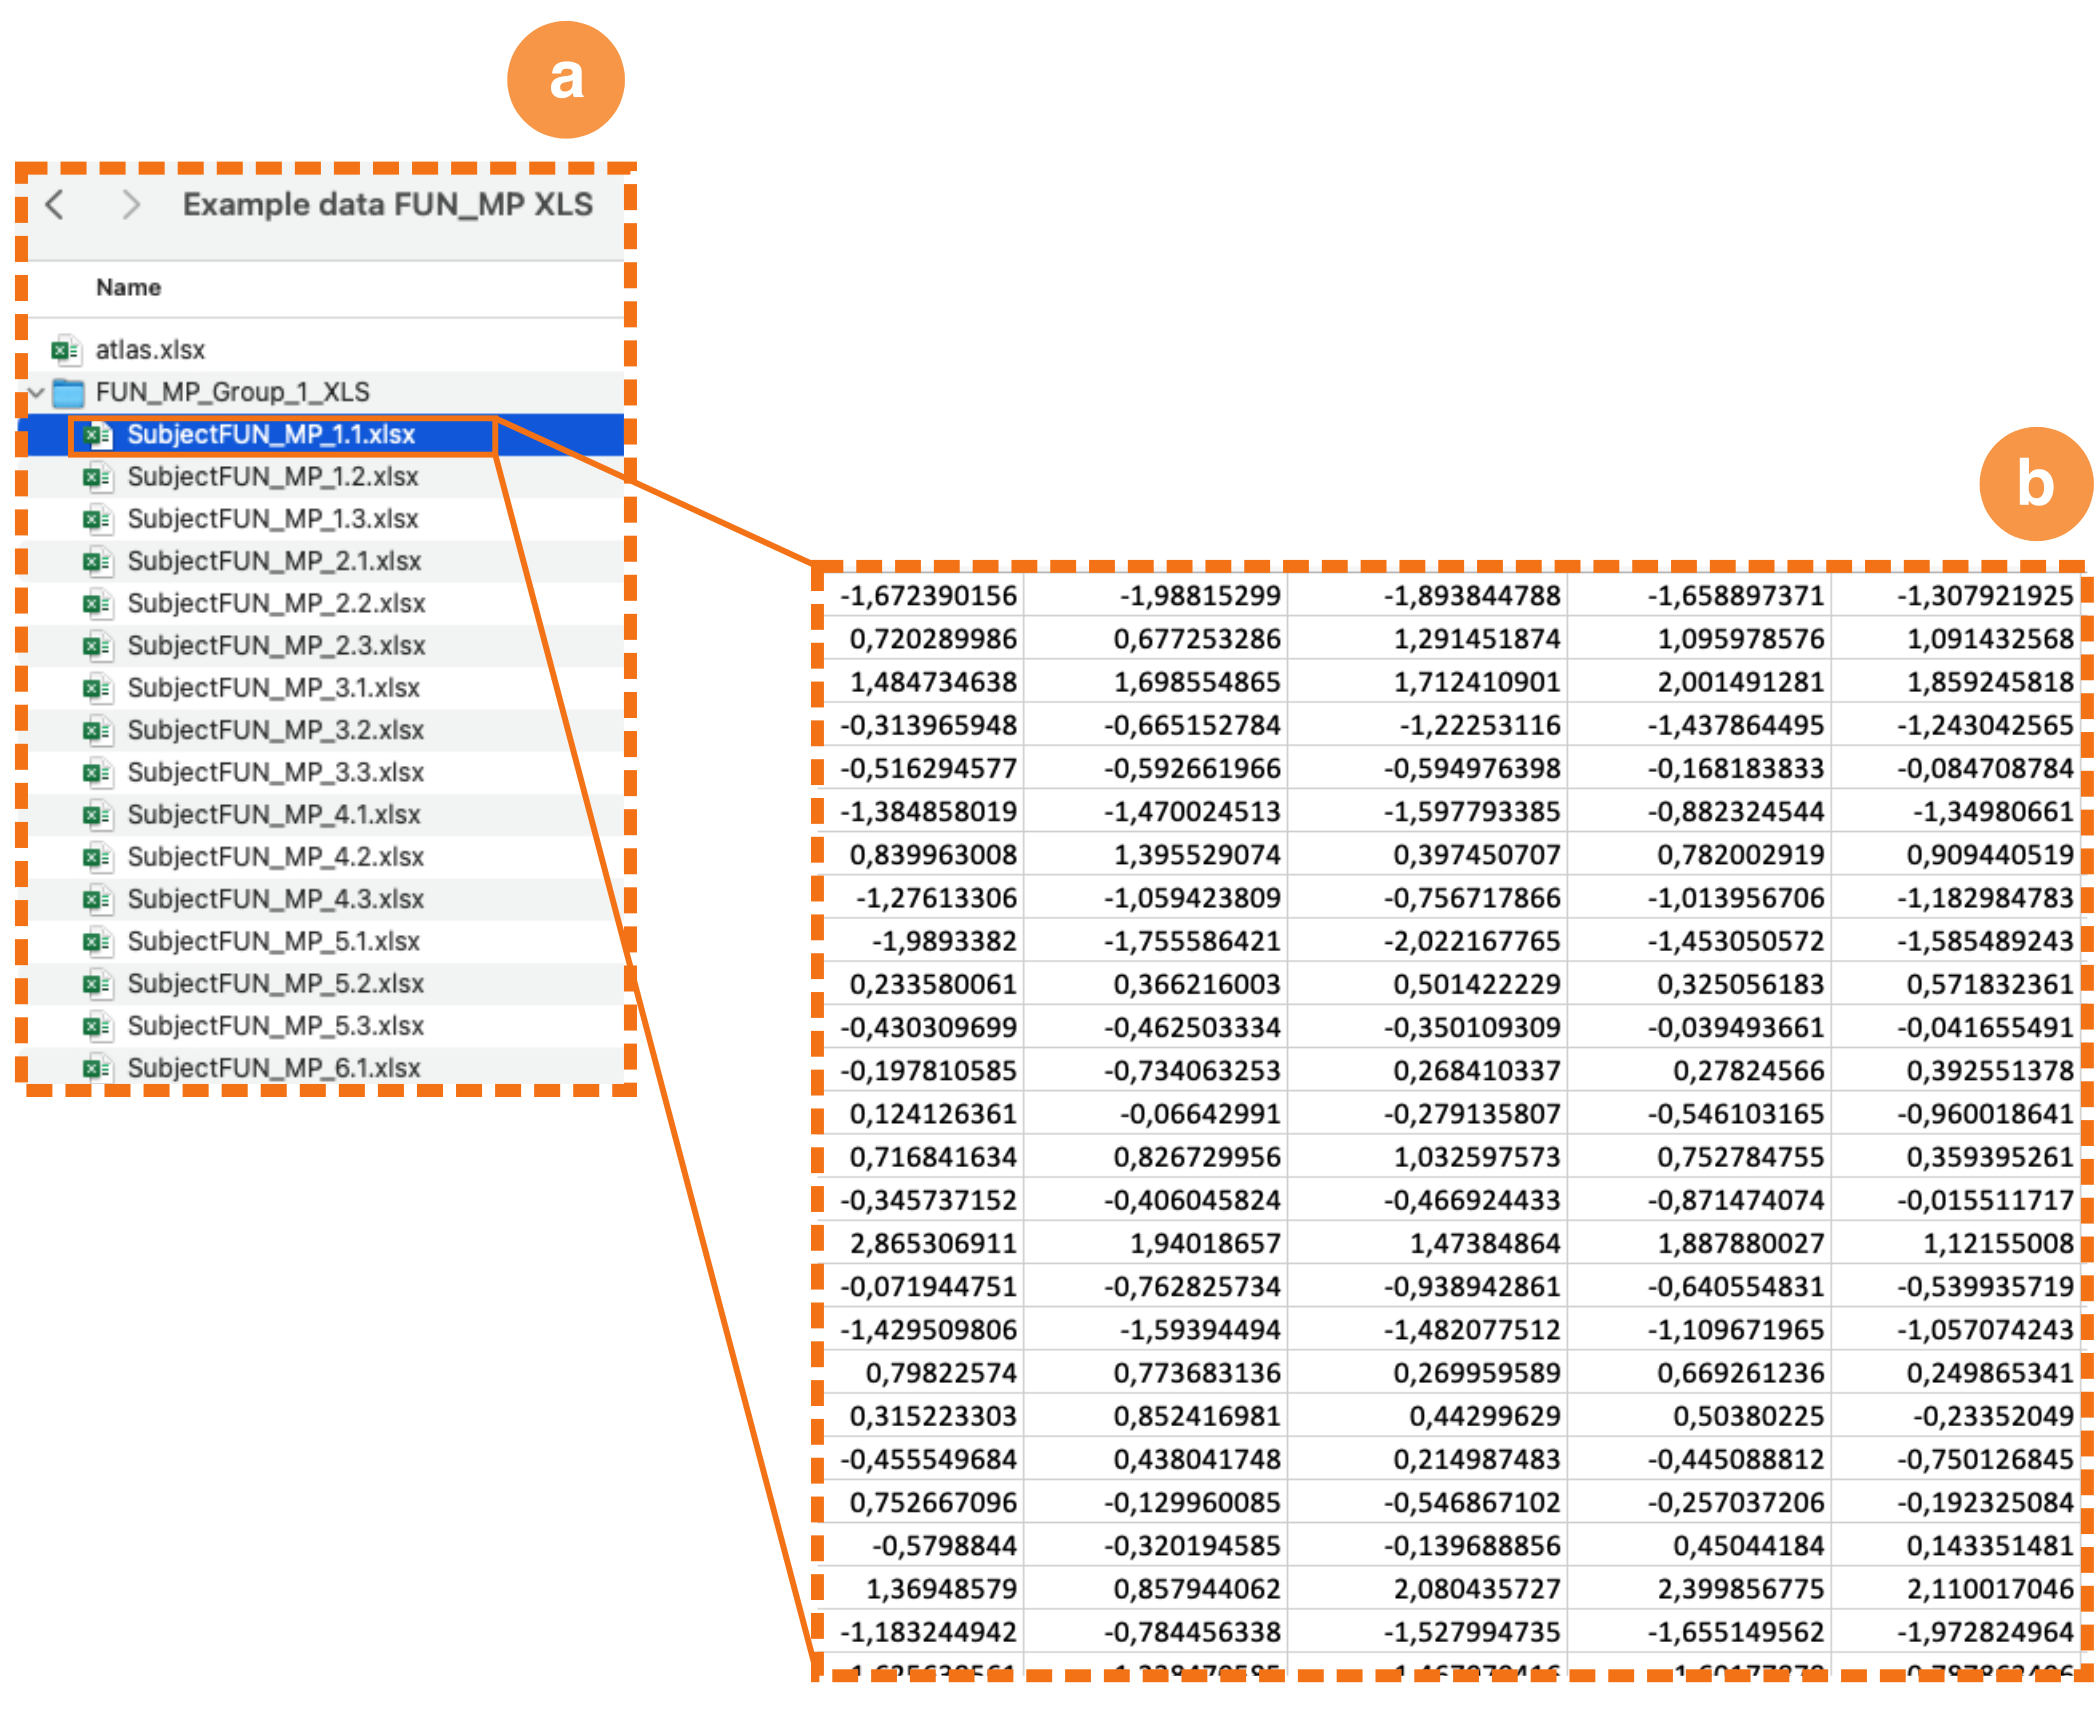 a
Example data FUN_MP XLS
Name
atlas.xlsx
FUN_MP_Group_1_XLS
SubjectFUN_MP_1.1.xlsx
SubjectFUN_MP_1.2.xlsx
SubjectFUN_MP_1.3.xlsx
SubjectFUN_MP_2.1.xlsx
SubjectFUN_MP_2.2.xlsx
SubjectFUN_MP_2.3.xlsx
SubjectFUN_MP_3.1.xlsx
SubjectFUN_MP_3.2.xlsx
SubjectFUN_MP_3.3.xlsx
SubjectFUN_MP_4.1.xlsx
SubjectFUN_MP_4.2.xlsx
SubjectFUN_MP_4.3.xlsx
SubjectFUN_MP_5.1.xlsx
SubjectFUN_MP_5.2.xlsx
SubjectFUN_MP_5.3.xlsx
SubjectFUN_MP_6.1.xlsx
b
-1,672390156 -1,98815299 -1,893844788 -1,658897371 -1,307921925
0,720289986 0,677253286 1,291451874 1,095978576 1,091432568
1,484734638 1,698554865 1,712410901 2,001491281 1,859245818
-0,313965948 -0,665152784 -1,22253116 -1,437864495 -1,243042565
-0,516294577 -0,592661966 -0,594976398 -0,168183833 -0,084708784
-1,384858019 -1,470024513 -1,597793385 -0,882324544 -1,34980661
0,839963008 1,395529074 0,397450707 0,782002919 0,909440519
-1,27613306 -1,059423809 -0,756717866 -1,013956706 -1,182984783
-1,9893382 -1,755586421 -2,022167765 -1,453050572 -1,585489243
0,233580061 0,366216003 0,501422229 0,325056183 0,571832361
-0,430309699 -0,462503334 -0,350109309 -0,039493661 -0,041655491
-0,197810585 -0,734063253 0,268410337 0,27824566 0,392551378
0,124126361 -0,06642991 -0,279135807 -0,546103165 -0,960018641
0,716841634 0,826729956 1,032597573 0,752784755 0,359395261
-0,345737152 -0,406045824 -0,466924433 -0,871474074 -0,015511717
2,865306911 1,94018657 1,47384864 1,887880027 1,12155008
-0,071944751 -0,762825734 -0,938942861 -0,640554831 -0,539935719
-1,429509806 -1,59394494 -1,482077512 -1,109671965 -1,057074243
0,79822574 0,773683136 0,269959589 0,669261236 0,249865341
0,315223303 0,852416981 0,44299629 0,50380225 -0,23352049
-0,455549684 0,438041748 0,214987483 -0,445088812 -0,750126845
0,752667096 -0,129960085 -0,546867102 -0,257037206 -0,192325084
-0,5798844 -0,320194585 -0,139688856 0,45044184 0,143351481
1,36948579 0,857944062 2,080435727 2,399856775 2,110017046
-1,183244942 -0,784456338 -1,527994735 -1,655149562 -1,972824964